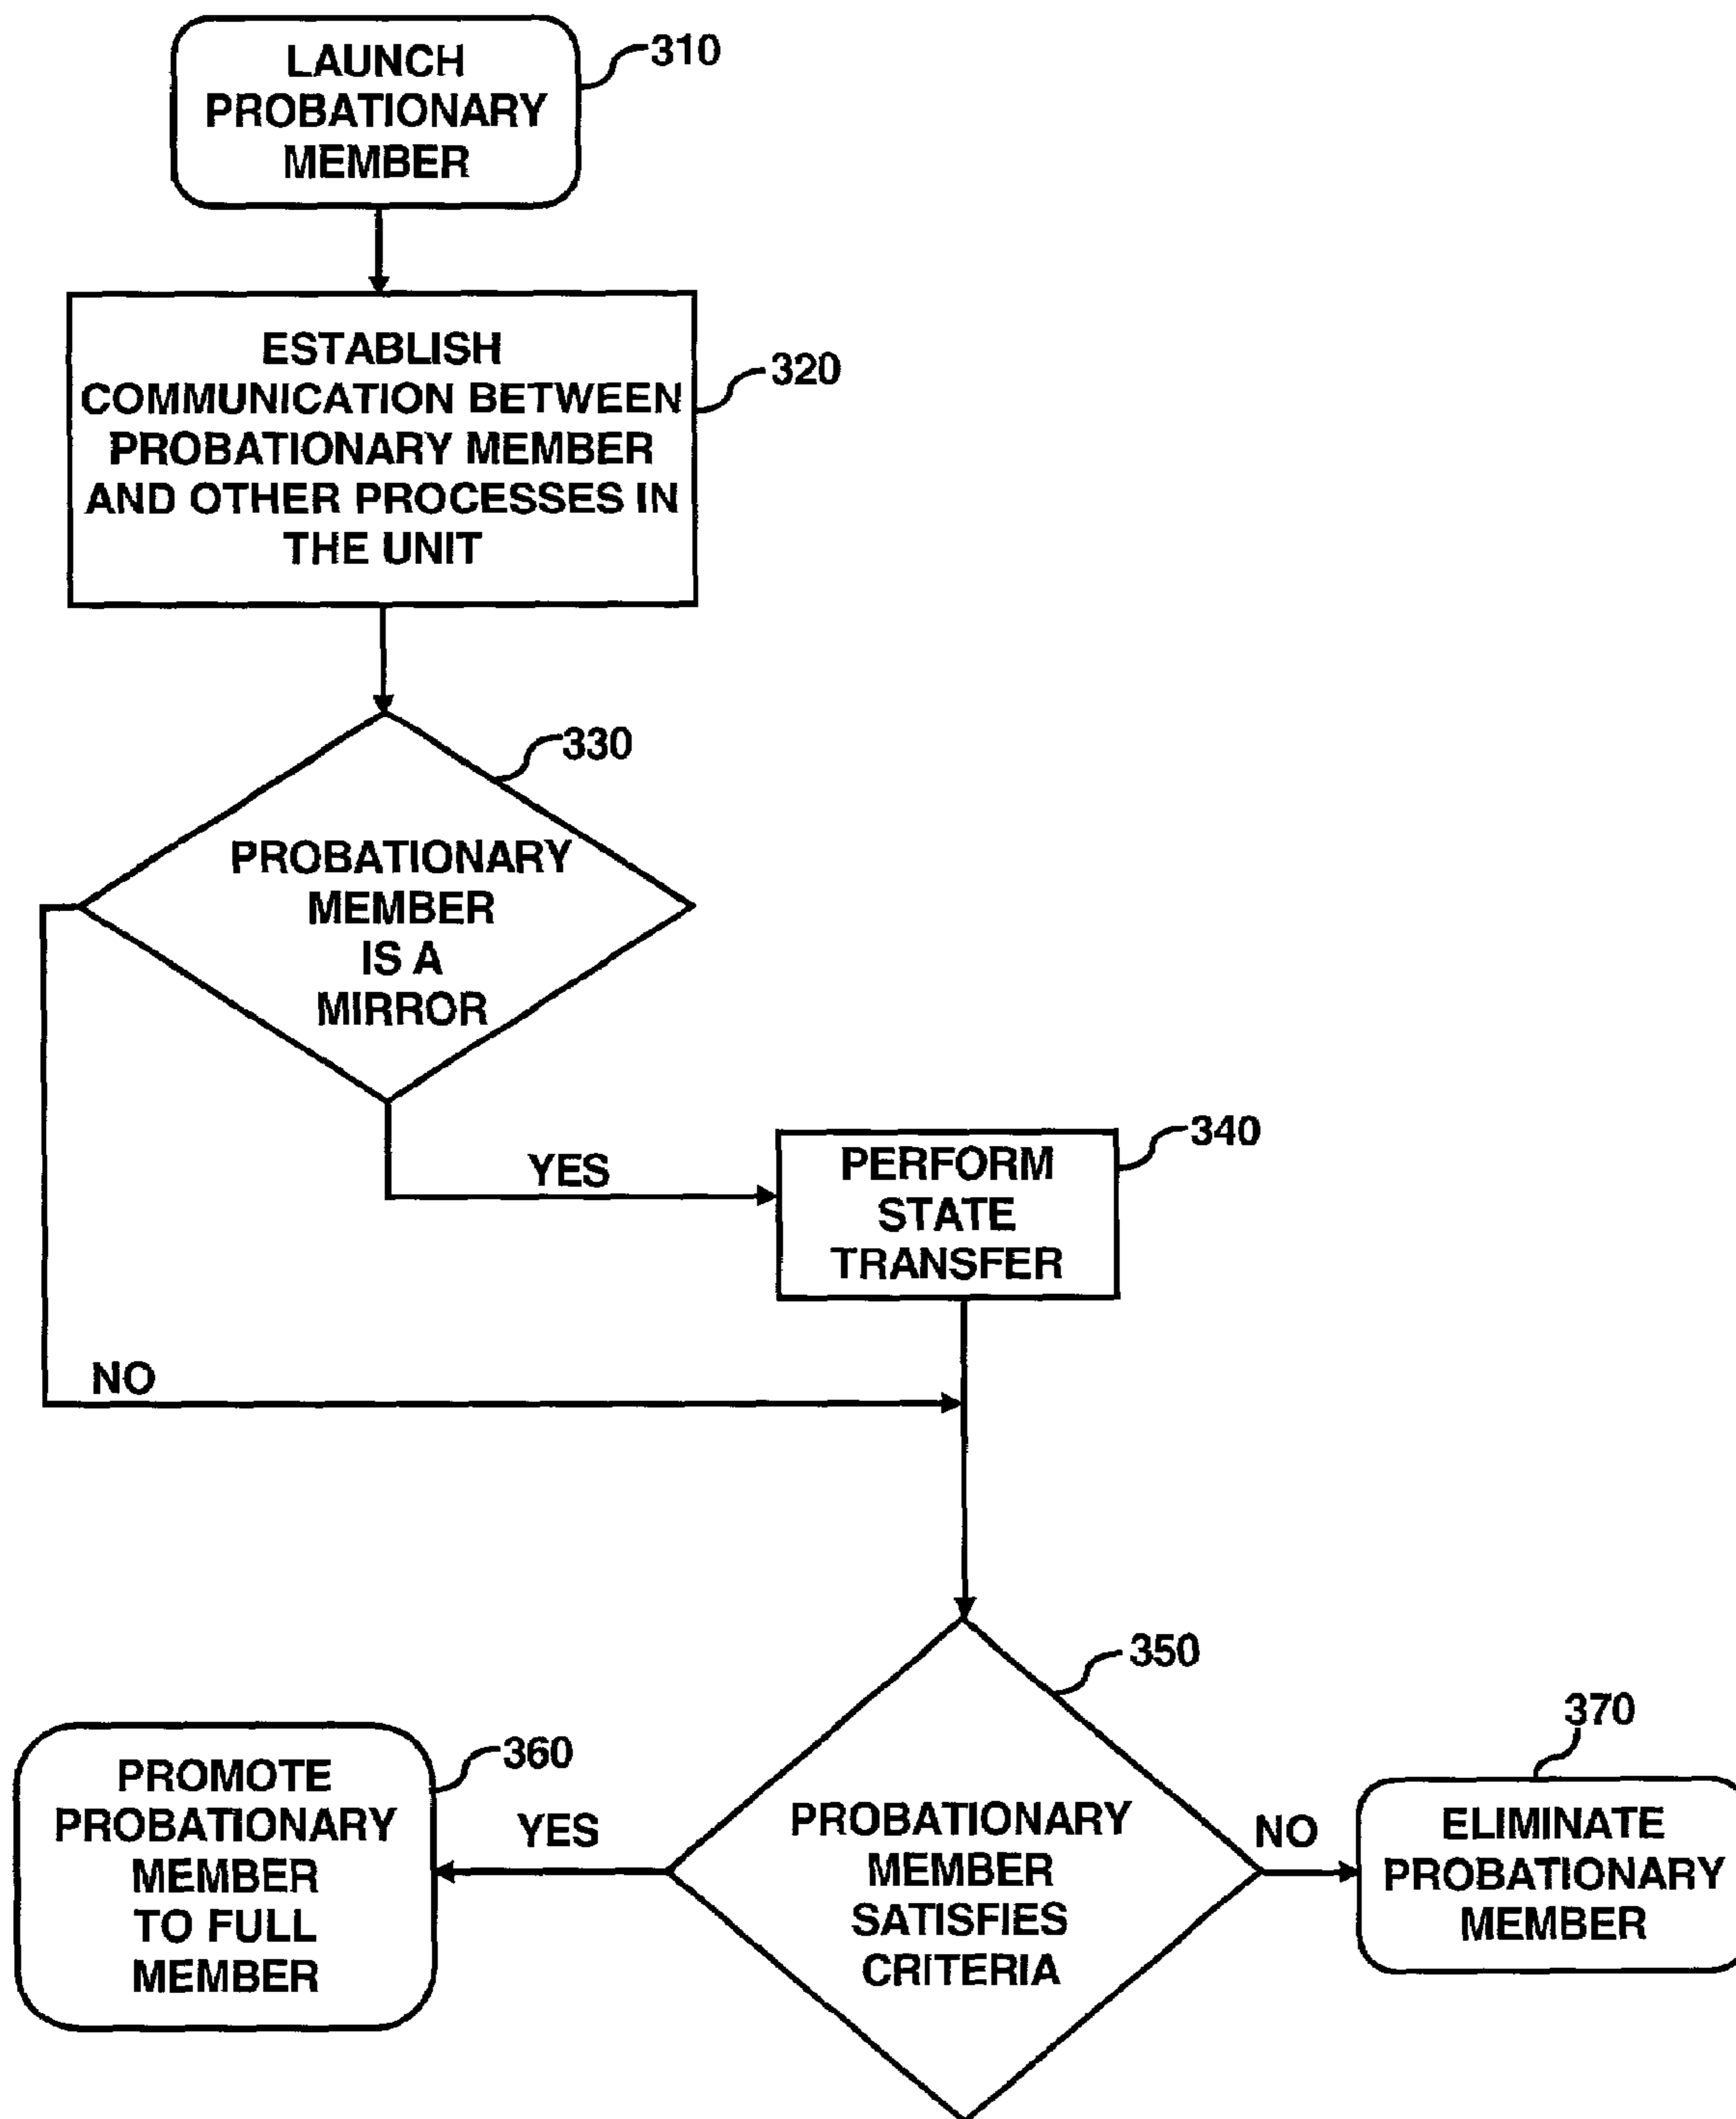 LAUNCH
PROBATIONARY
MEMBER
310
ESTABLISH
COMMUNICATION BETWEEN
PROBATIONARY MEMBER
AND OTHER PROCESSES IN
THE UNIT
320
330
PROBATIONARY
MEMBER
IS A
MIRROR
YES
340
PERFORM
STATE
TRANSFER
NO
350
PROBATIONARY
MEMBER
SATISFIES
CRITERIA
YES
360
PROMOTE
PROBATIONARY
MEMBER
TO FULL
MEMBER
NO
370
ELIMINATE
PROBATIONARY
MEMBER